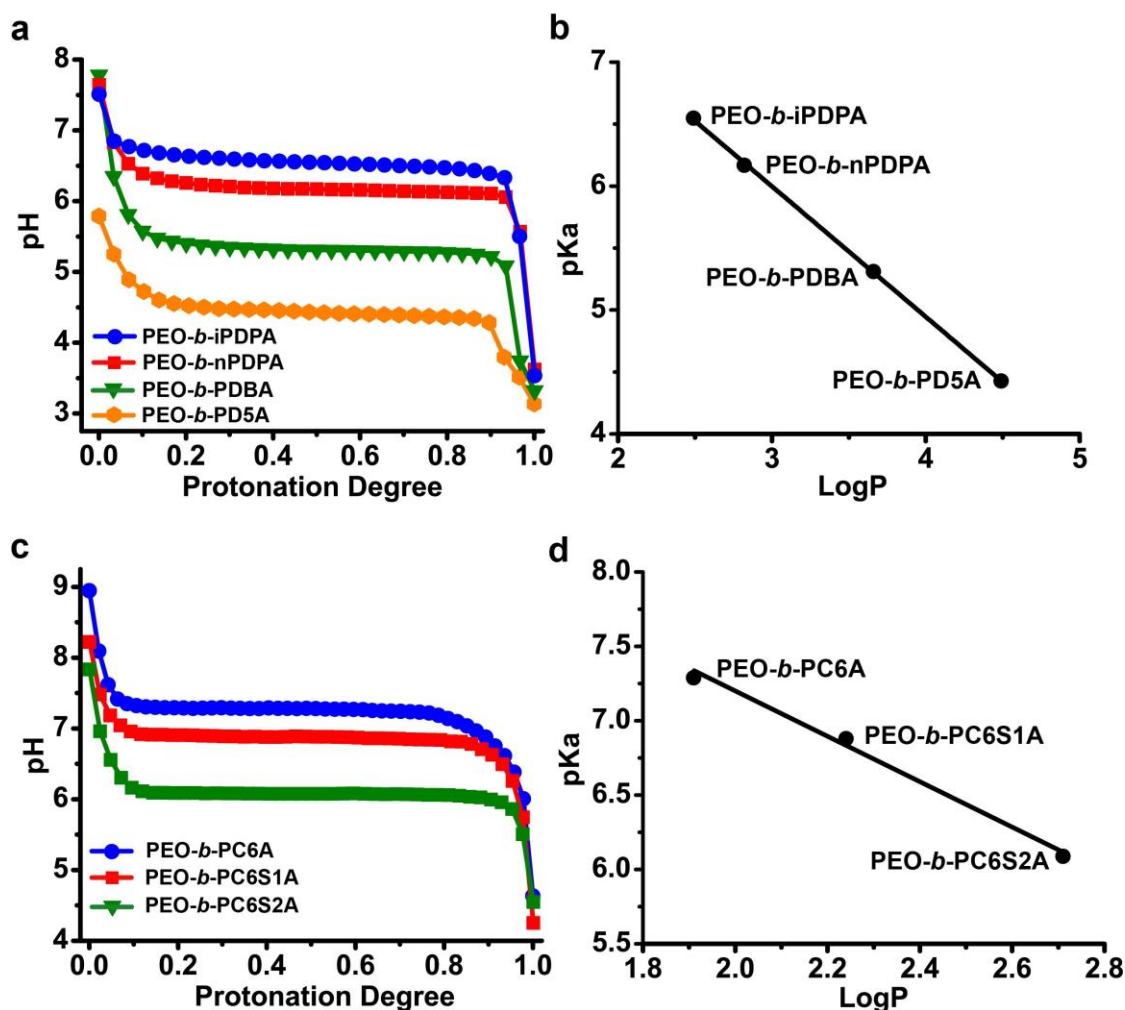 a
8
7
6
5
4
3
pH
PEO-b-iPDPA
PEO-b-nPDPA
PEO-b-PDBA
PEO-b-PD5A
0.0 0.2 0.4 0.6 0.8 1.0
Protonation Degree
b
7
6
5
4
pKa
PEO-b-iPDPA
PEO-b-nPDPA
PEO-b-PDBA
PEO-b-PD5A
2 3 4 5
LogP
c
9
8
7
6
5
4
pH
PEO-b-PC6A
PEO-b-PC6S1A
PEO-b-PC6S2A
0.0 0.2 0.4 0.6 0.8 1.0
Protonation Degree
d
8.0
7.5
7.0
6.5
6.0
5.5
pKa
PEO-b-PC6A
PEO-b-PC6S1A
PEO-b-PC6S2A
1.8 2.0 2.2 2.4 2.6 2.8
LogP